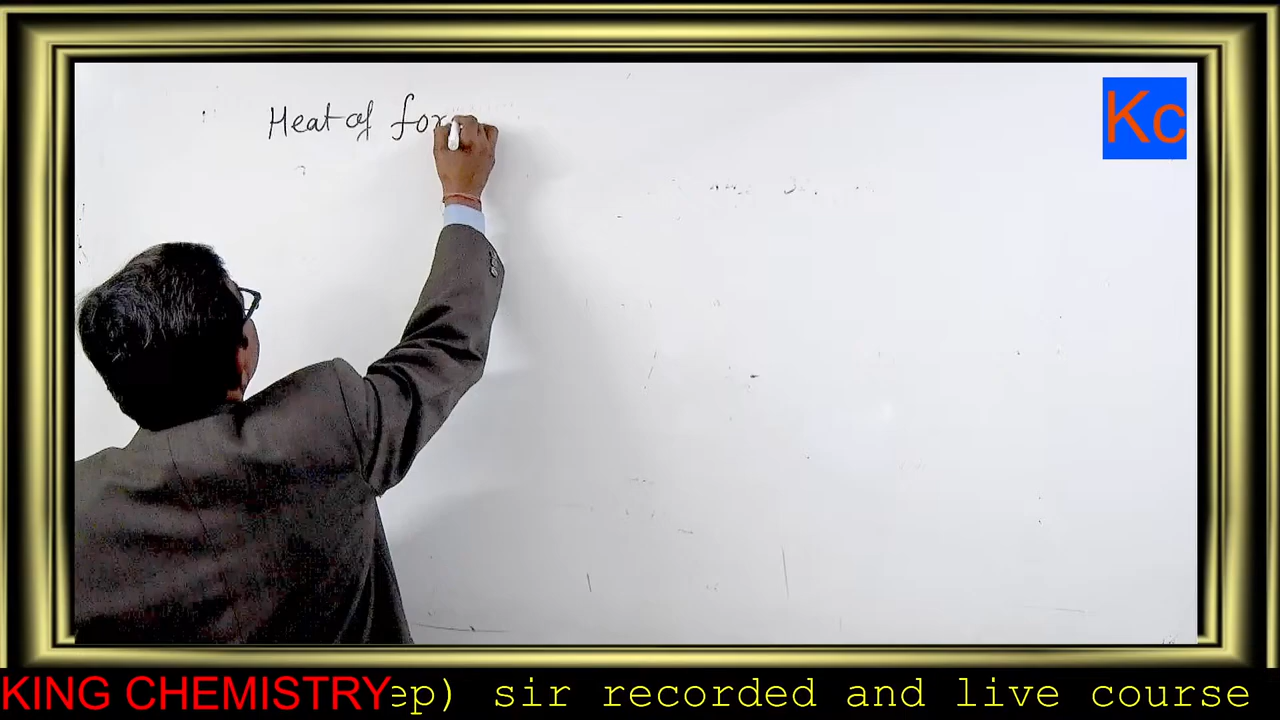 Heat of for
Kc
KING CHEMISTRY
ep) sir recorded and live course